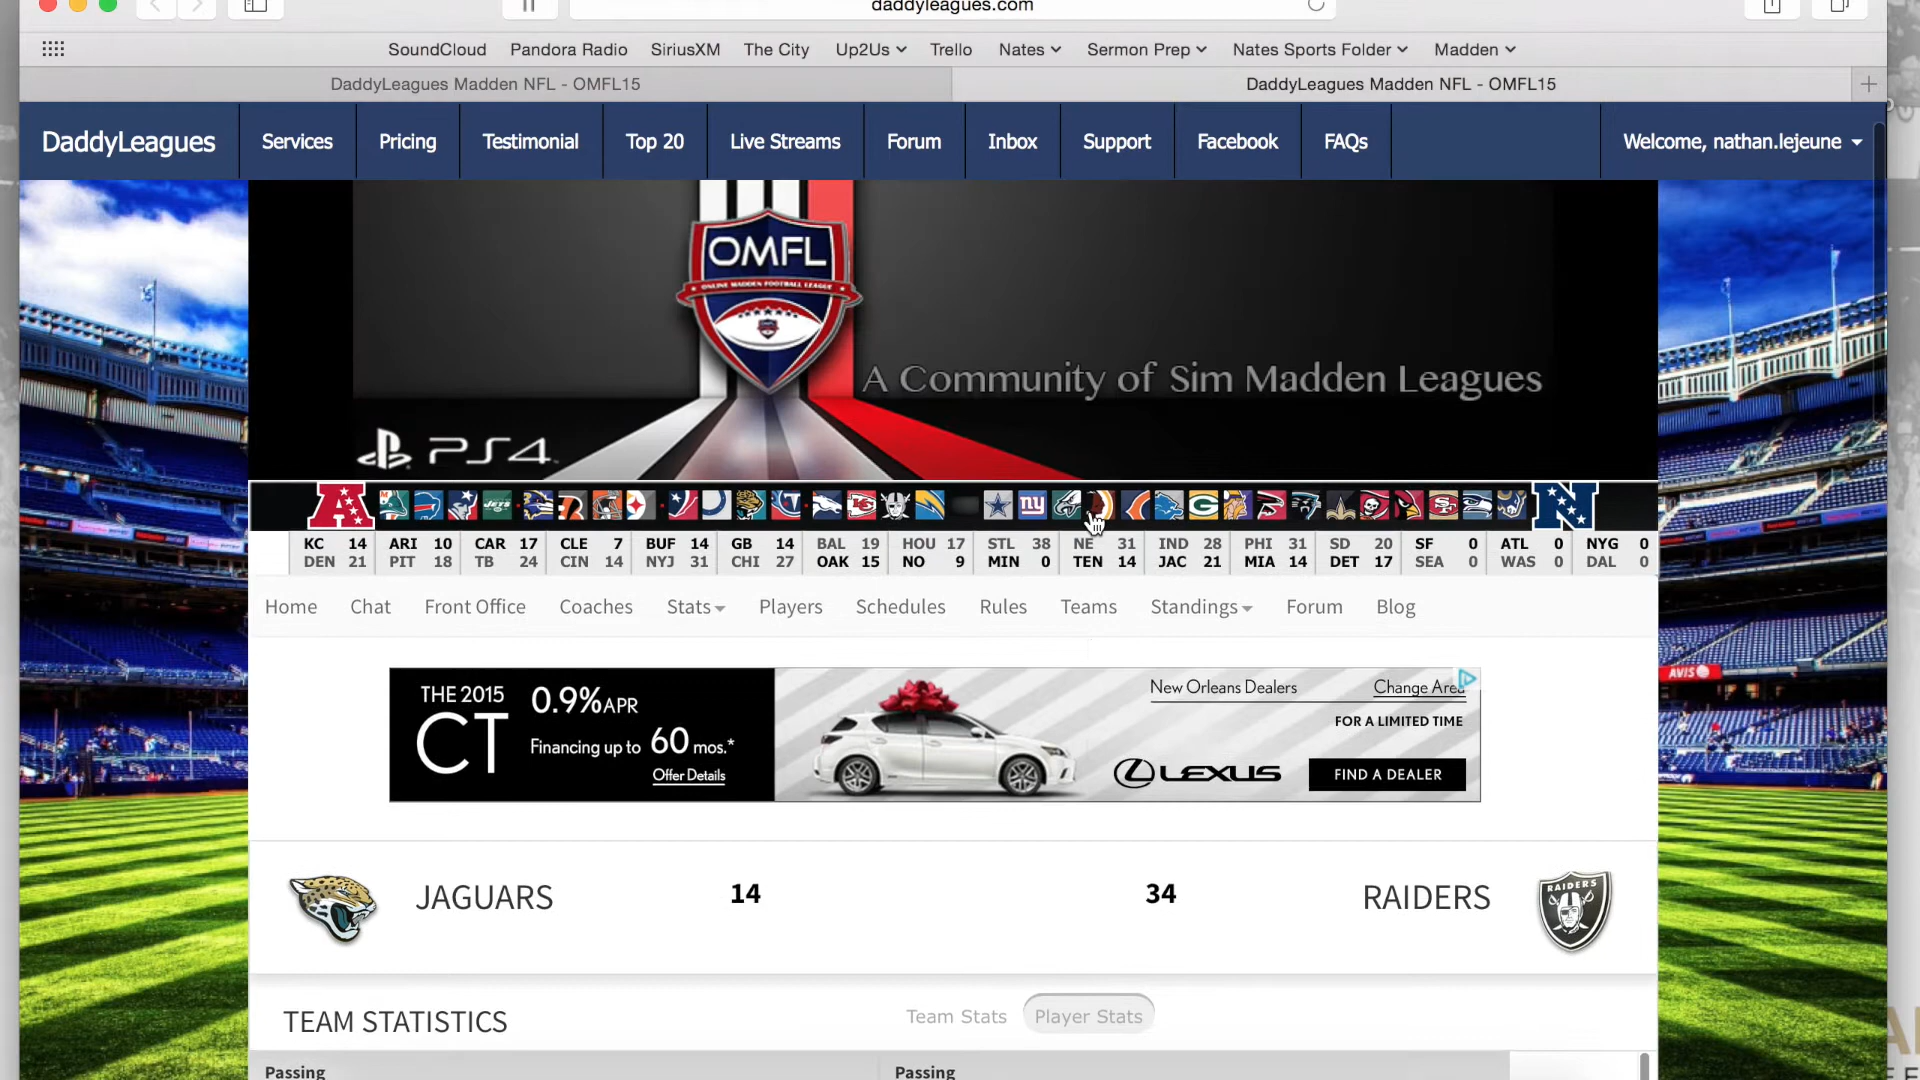 daddyleagues.com
SoundCloud Pandora Radio SiriusXM The City Up2Us Trello Nates Sermon Prep Nates Sports Folder Madden
DaddyLeagues Madden NFL - OMFL15 DaddyLeagues Madden NFL - OMFL15
DaddyLeagues Services Pricing Testimonial Top 20 Live Streams Forum Inbox Support Facebook FAQs Welcome, nathan.lejeune
OMFL
ONLINE MADDEN FOOTBALL LEAGUE
A Community of Sim Madden Leagues
PS4
KC 14 ARI 10 CAR 17 CLE 7 BUF 14 GB 14 BAL 19 HOU 17 STL 38 NE 31 IND 28 PHI 31 SD 20 SF 0 ATL 0 NYG 0
DEN 21 PIT 18 TB 24 CIN 14 NYJ 31 CHI 27 OAK 15 NO 9 MIN 0 TEN 14 JAC 21 MIA 14 DET 17 SEA 0 WAS 0 DAL 0
Home Chat Front Office Coaches Stats Players Schedules Rules Teams Standings Forum Blog
THE 2015
CT
0.9% APR
Financing up to 60 mos.*
Offer Details
New Orleans Dealers Change Area
FOR A LIMITED TIME
LEXUS FIND A DEALER
AVIS
JAGUARS 14 34 RAIDERS
RAIDERS
TEAM STATISTICS Team Stats Player Stats
Passing Passing